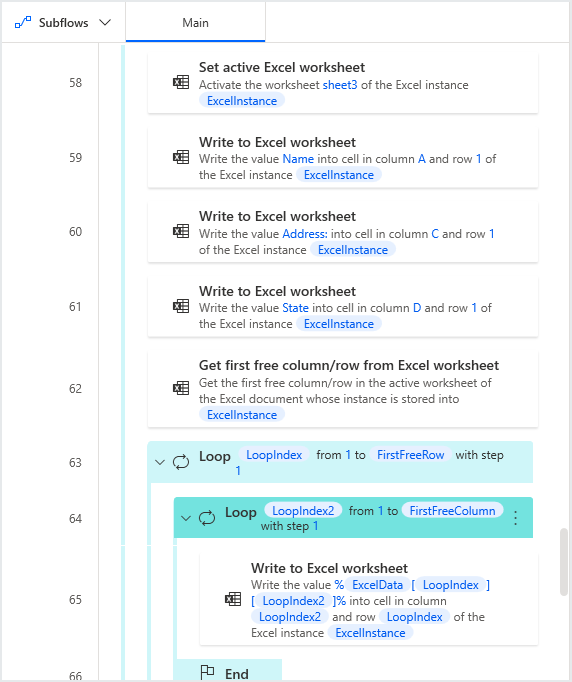 Subflows
Main
58
Set active Excel worksheet
Activate the worksheet sheet3 of the Excel instance
ExcelInstance
59
Write to Excel worksheet
Write the value Name into cell in column A and row 1 of
the Excel instance ExcelInstance
60
Write to Excel worksheet
Write the value Address: into cell in column C and row 1
of the Excel instance ExcelInstance
61
Write to Excel worksheet
Write the value State into cell in column D and row 1 of
the Excel instance ExcelInstance
62
Get first free column/row from Excel worksheet
Get the first free column/row in the active worksheet of
the Excel document whose instance is stored into
ExcelInstance
63
Loop LoopIndex from 1 to FirstFreeRow with step
1
64
Loop LoopIndex2 from 1 to FirstFreeColumn
with step 1
65
Write to Excel worksheet
Write the value % ExcelData [ LoopIndex ]
[ LoopIndex2 ]% into cell in column
LoopIndex2 and row LoopIndex of the
Excel instance ExcelInstance
66
End